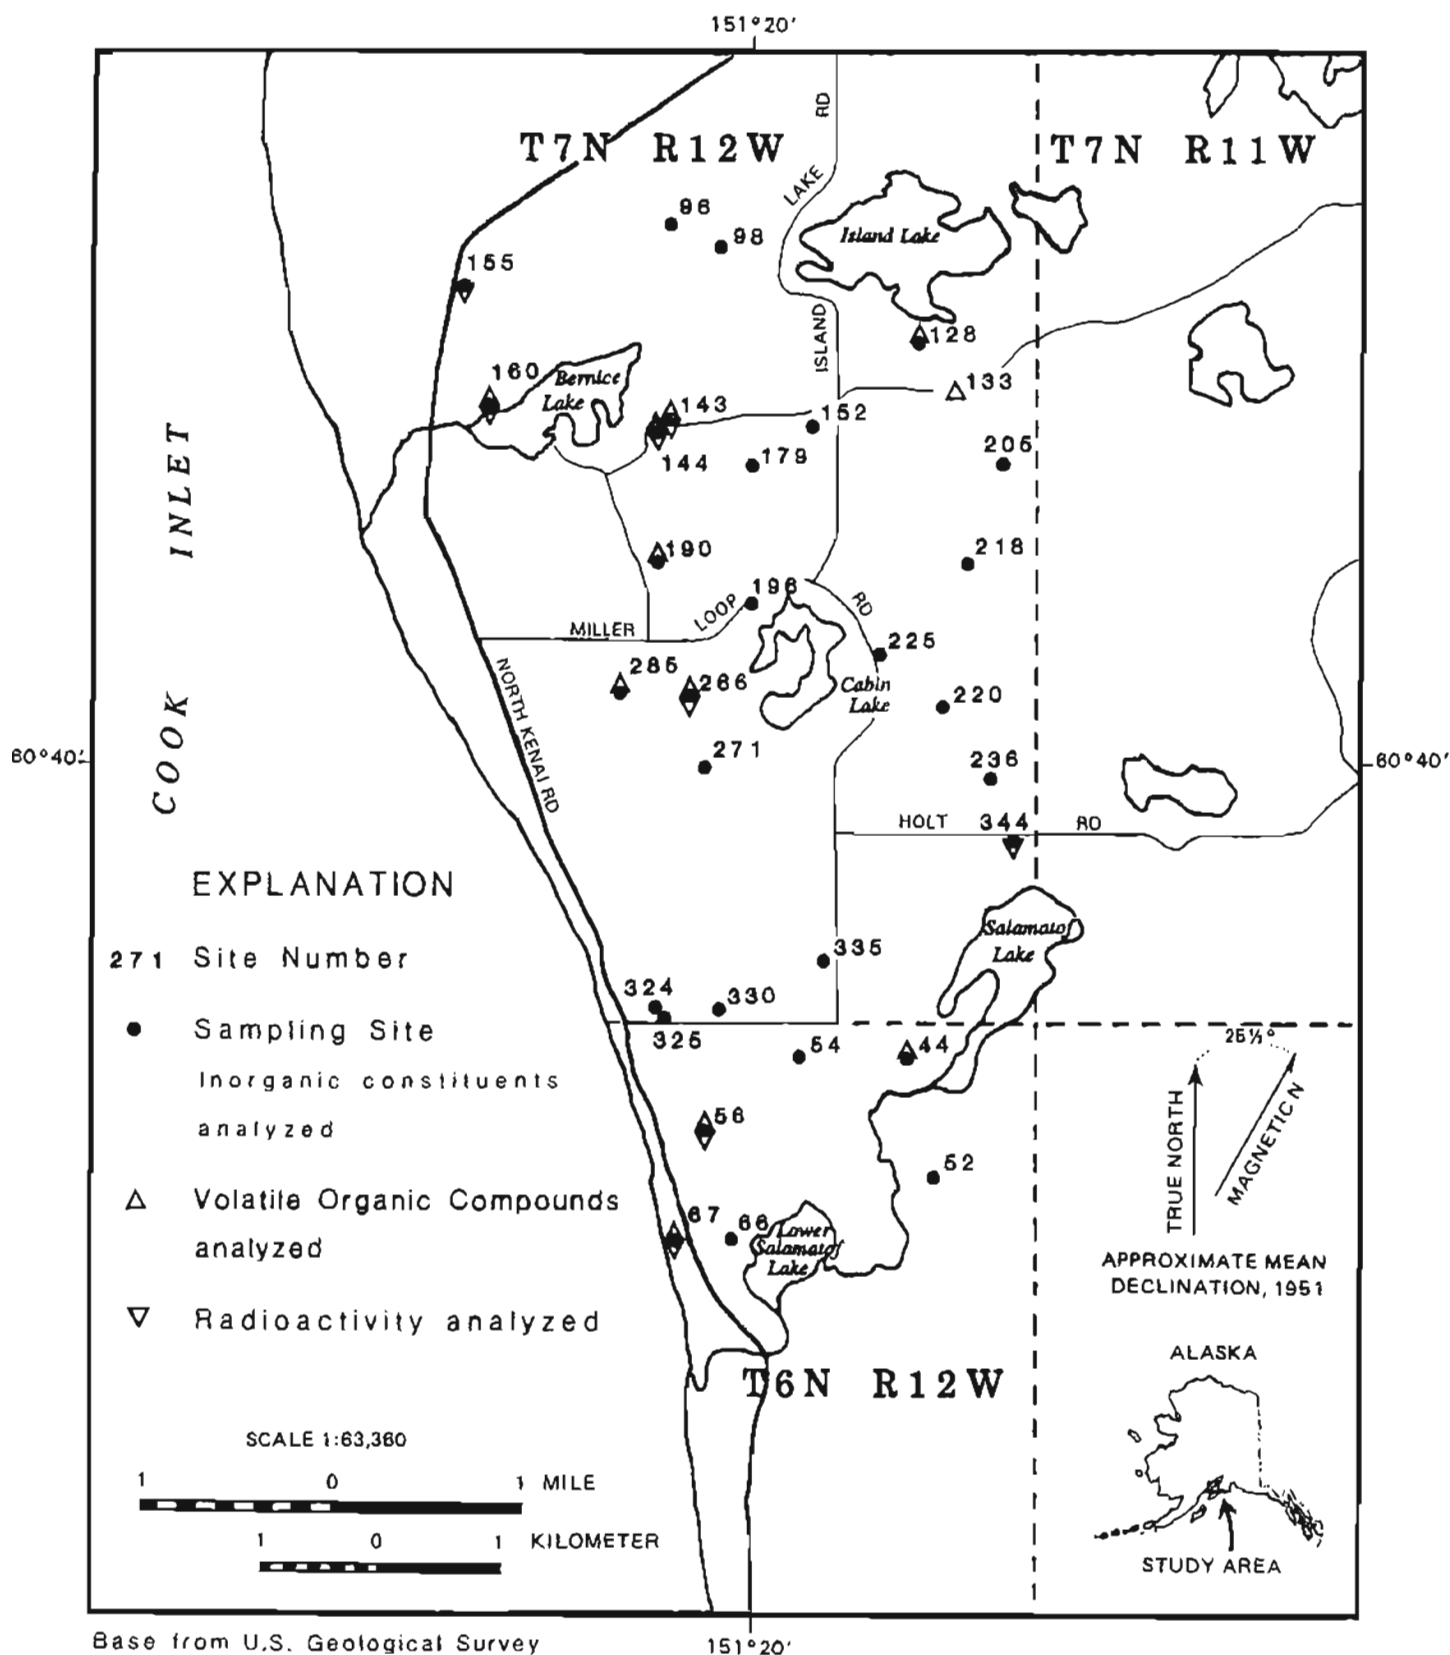 151°20'
RD
T7N R12W
T7N R11W
LAKE
96
98
Island Lake
155
ISLAND
128
160
Bernice
Lake
133
143
152
144
179
206
INLET
190
218
196
LOOP
RD
MILLER
225
285
266
Cabin
Lake
220
NORTH KENAI RD
COOK
271
236
60°40'
60°40'
HOLT
344
RD
EXPLANATION
Salamatof
Lake
335
271 Site Number
324
330
Sampling Site
325
54
44
25½°
Inorganic constituents
analyzed
56
TRUE NORTH
MAGNETIC N
52
Volatile Organic Compounds
analyzed
67
66
Lower
Salamatof
Lake
APPROXIMATE MEAN
DECLINATION, 1951
Radioactivity analyzed
ALASKA
T6N R12W
SCALE 1:63,360
1 0 1 MILE
1 0 1 KILOMETER
STUDY AREA
Base from U.S. Geological Survey
151°20'